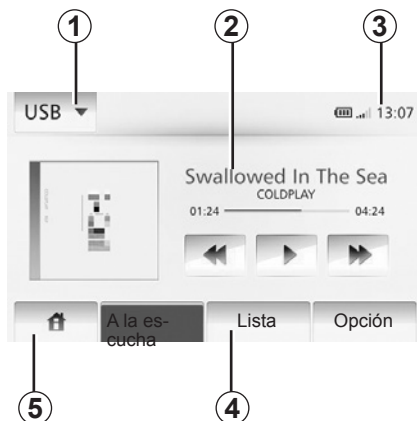 1 2 3
USB 13:07
Swallowed In The Sea
COLDPLAY
01:24 04:24
A la es-
cucha
Lista
Opción
5 4